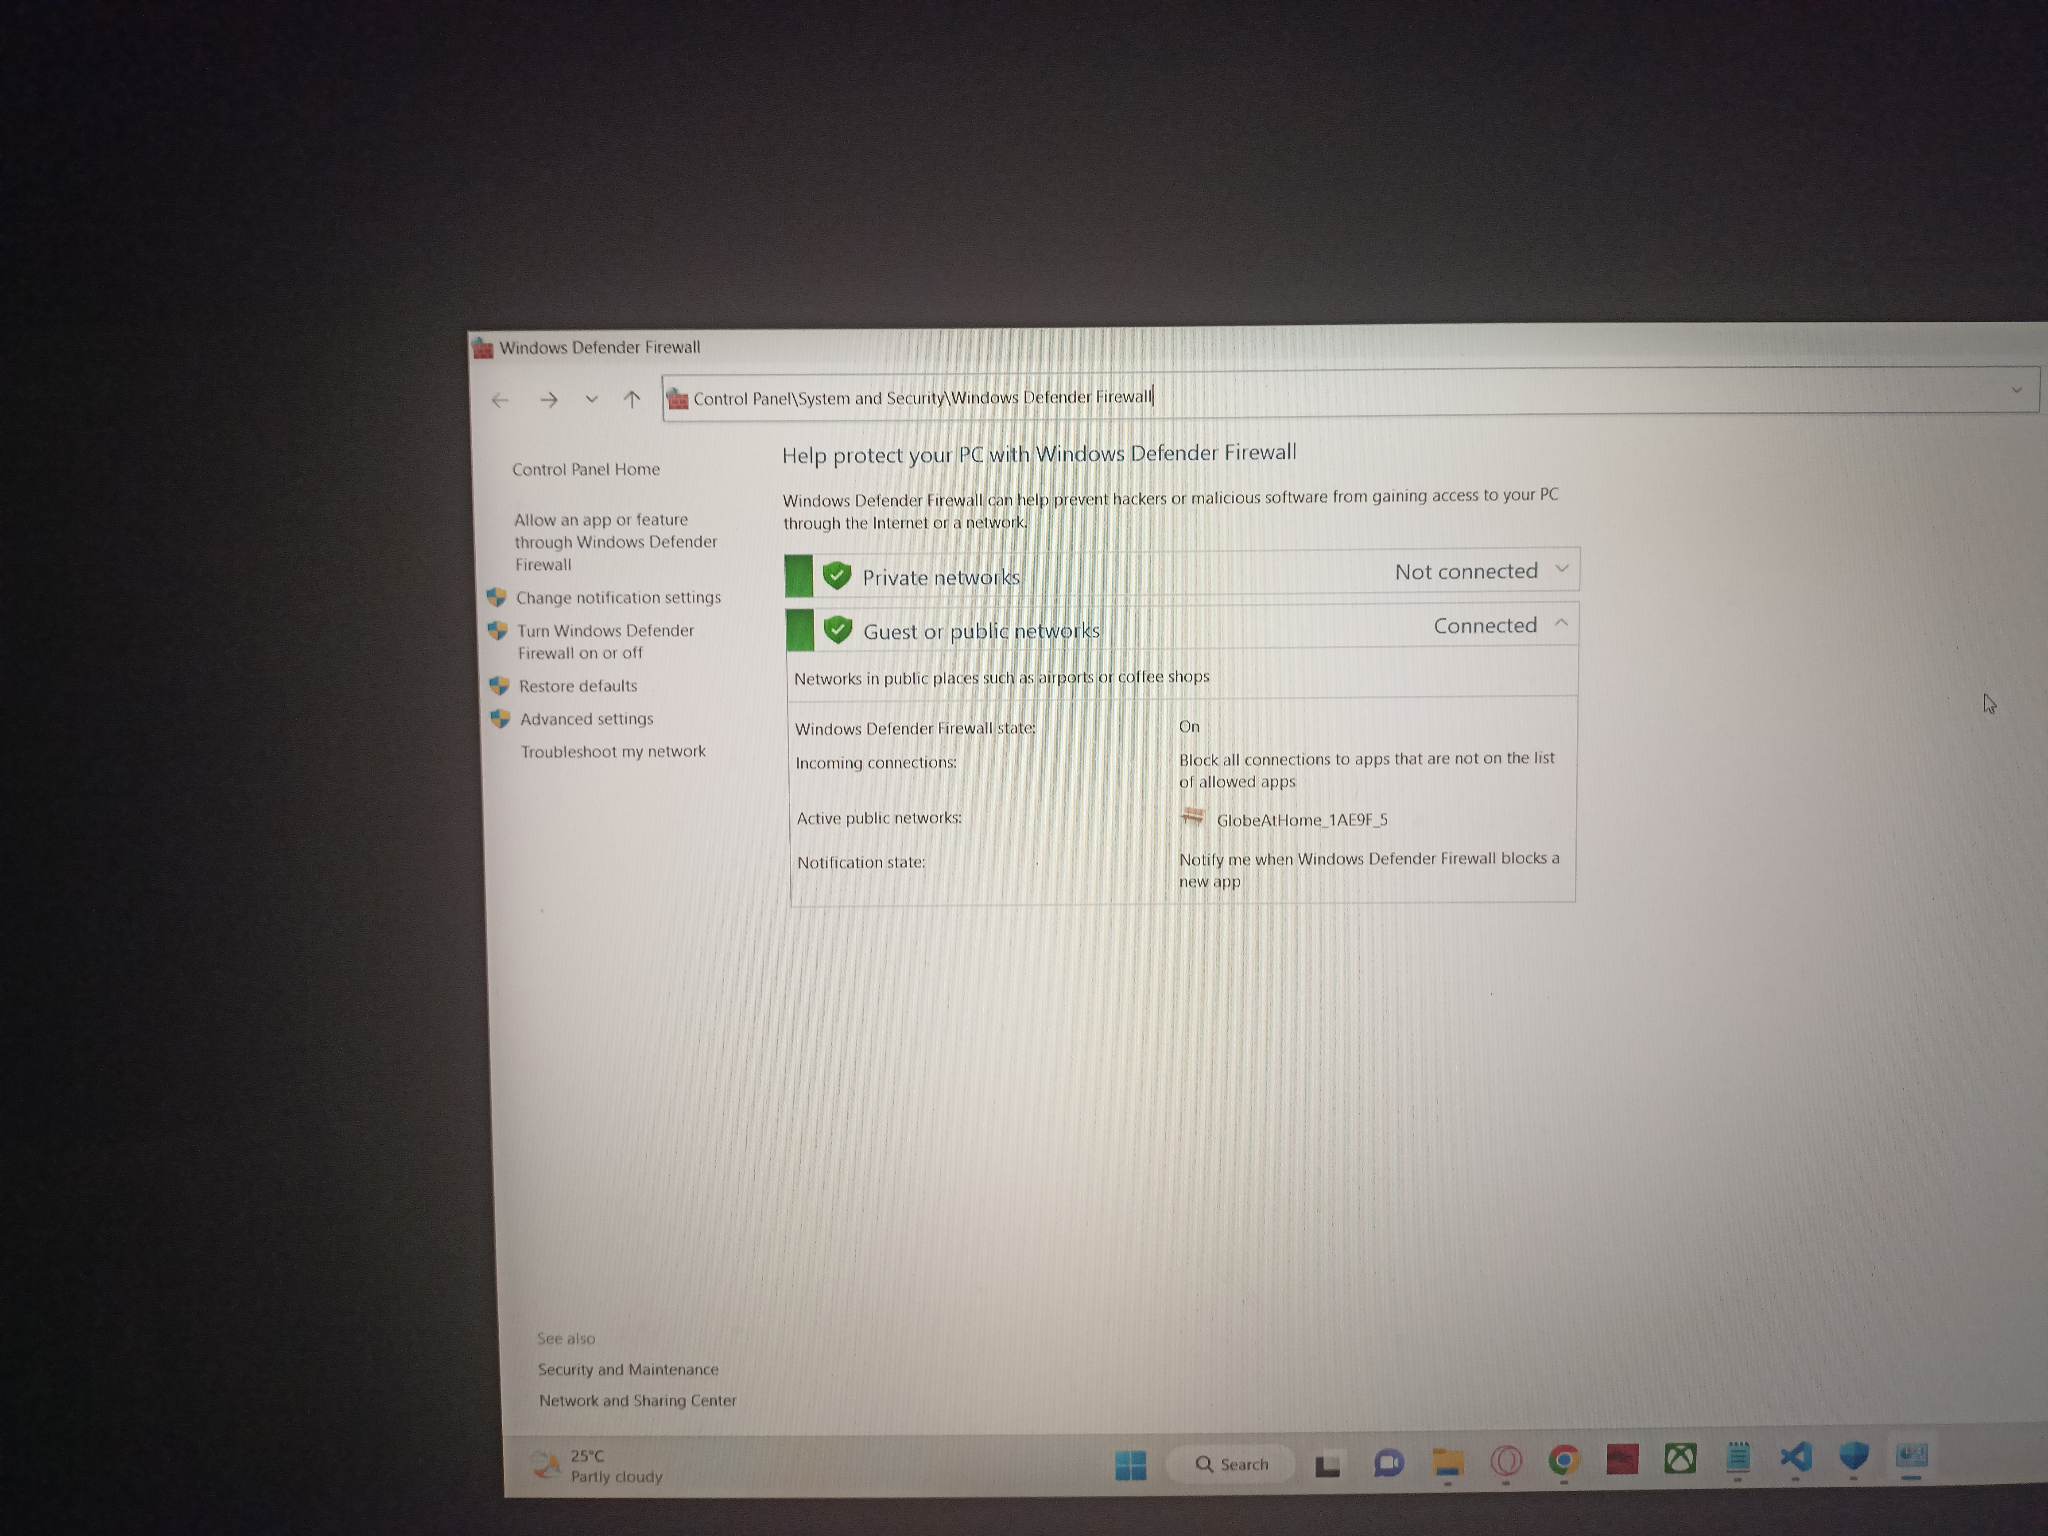 Windows Defender Firewall
Control Panel\System and Security\Windows Defender Firewall
Control Panel Home
Allow an app or feature
through Windows Defender
Firewall
Change notification settings
Turn Windows Defender
Firewall on or off
Restore defaults
Advanced settings
Troubleshoot my network
Help protect your PC with Windows Defender Firewall
Windows Defender Firewall can help prevent hackers or malicious software from gaining access to your PC
through the Internet or a network.
Private networks Not connected
Guest or public networks Connected
Networks in public places such as airports or coffee shops
Windows Defender Firewall state: On
Incoming connections: Block all connections to apps that are not on the list
of allowed apps
Active public networks: GlobeAtHome_1AE9F_5
Notification state: Notify me when Windows Defender Firewall blocks a
new app
See also
Security and Maintenance
Network and Sharing Center
25°C
Partly cloudy
Search